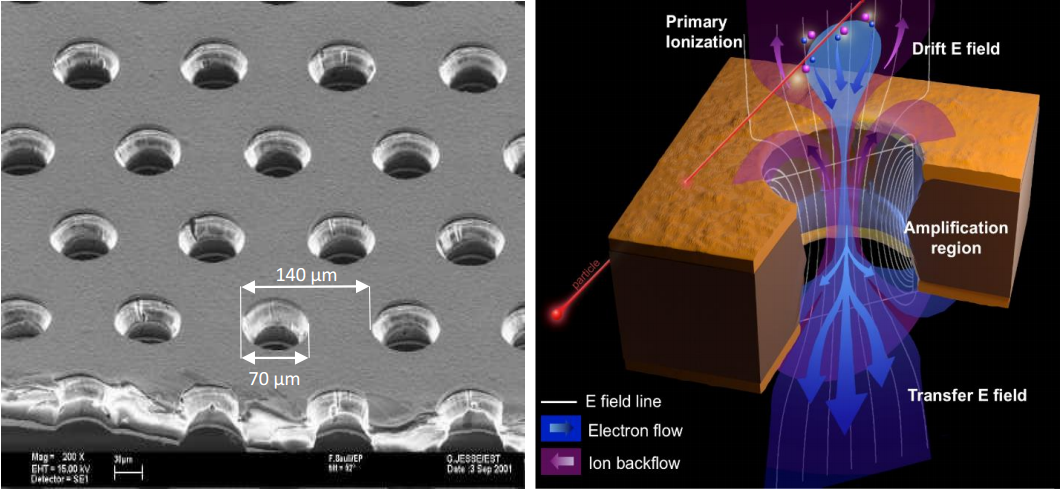 140 µm
70 µm
Mag = 200 X
EHT = 15.00 kV
Detector = SE1
30µm
F.Sauli/EP
tilt = 52°
G.JESSE/EST
Date :3 Sep 2001
Primary
Ionization
Drift E field
Amplification
region
particle
Transfer E field
E field line
Electron flow
Ion backflow